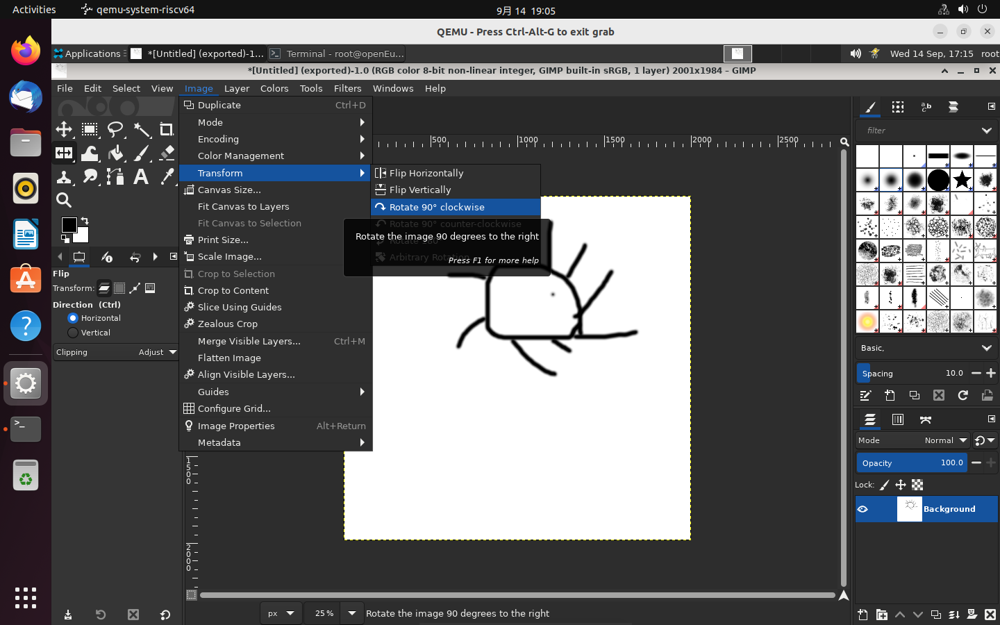 Activities
qemu-system-riscv64
9月 14 19:05
QEMU - Press Ctrl-Alt-G to exit grab
Applications
*[Untitled] (exported)-1...
Terminal - root@openEu...
Wed 14 Sep, 17:15
root
*[Untitled] (exported)-1.0 (RGB color 8-bit non-linear integer, GIMP built-in sRGB, 1 layer) 2001x1984 – GIMP
File Edit Select View Image Layer Colors Tools Filters Windows Help
Duplicate Ctrl+D
Mode
Encoding
Color Management
Transform
Canvas Size...
Fit Canvas to Layers
Fit Canvas to Selection
Print Size...
Scale Image...
Crop to Selection
Crop to Content
Slice Using Guides
Zealous Crop
Merge Visible Layers... Ctrl+M
Flatten Image
Align Visible Layers...
Guides
Configure Grid...
Image Properties Alt+Return
Metadata
Flip Horizontally
Flip Vertically
Rotate 90° clockwise
Rotate 90° counter-clockwise
Rotate the image 90 degrees to the right
Press F1 for more help
500 1000 1500 2000 2500
1500
2000
Flip
Transform:
Direction (Ctrl)
Horizontal
Vertical
Clipping Adjust
px
25 %
Rotate the image 90 degrees to the right
filter
Basic,
Spacing 10.0
Mode Normal
Opacity 100.0
Lock:
Background